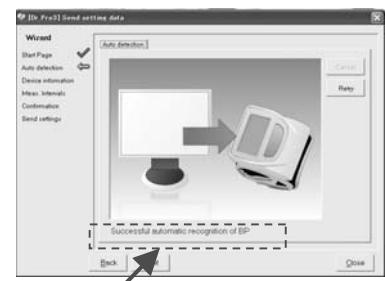 [Dr Pro3] Send setting data
Wizard
Start Page
Auto detection
Device information
Meas. Intervals
Confirmation
Send settings
Auto detection
Cancel
Retry
Successful automatic recognition of BP
Back
Close